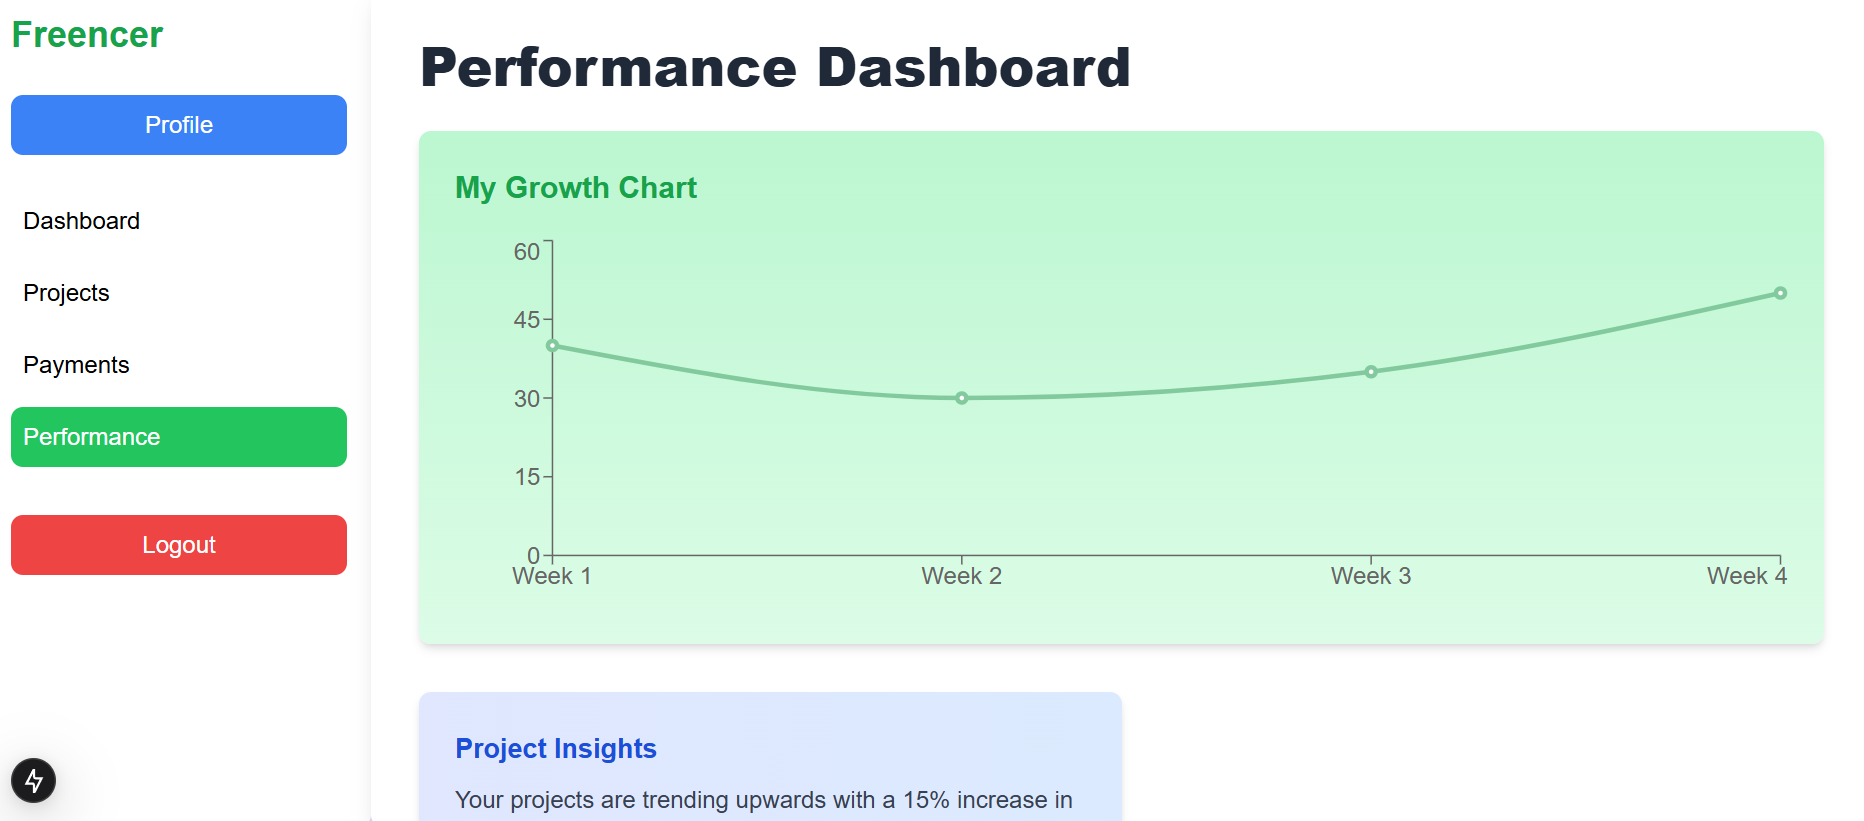 Freencer
Profile
Dashboard
Projects
Payments
Performance
Logout
Performance Dashboard
My Growth Chart
60
45
30
15
0
Week 1 Week 2 Week 3 Week 4
Project Insights
Your projects are trending upwards with a 15% increase in